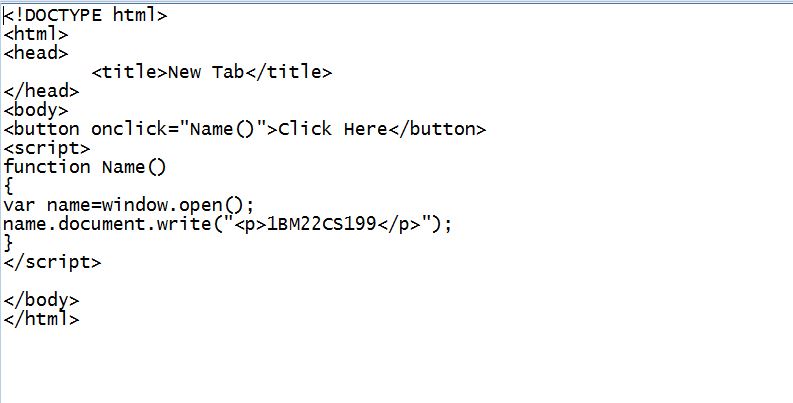 <!DOCTYPE html>
<html>
<head>
        <title>New Tab</title>
</head>
<body>
<button onclick="Name()">Click Here</button>
<script>
function Name()
{
var name=window.open();
name.document.write("<p>1BM22CS199</p>");
}
</script>

</body>
</html>